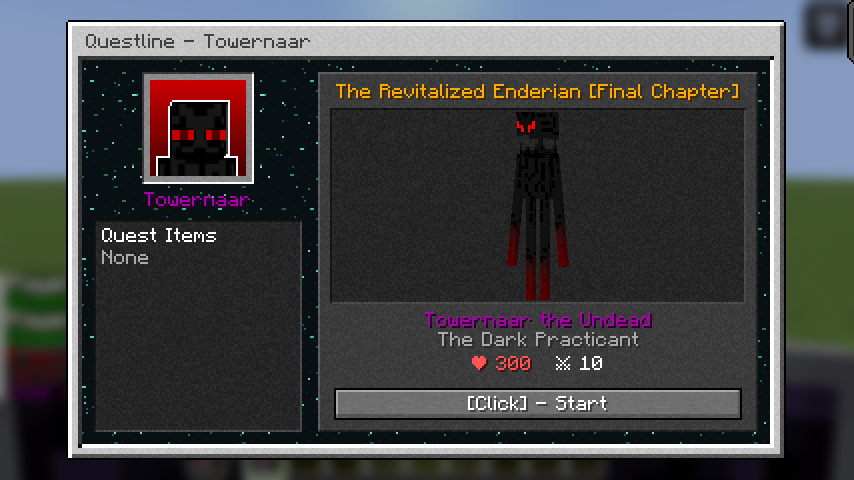 Questline - Towernaar
Towernaar
Quest Items
None
The Revitalized Enderian [Final Chapter]
Towernaar the Undead
The Dark Practicant
300 10
[Click] - Start